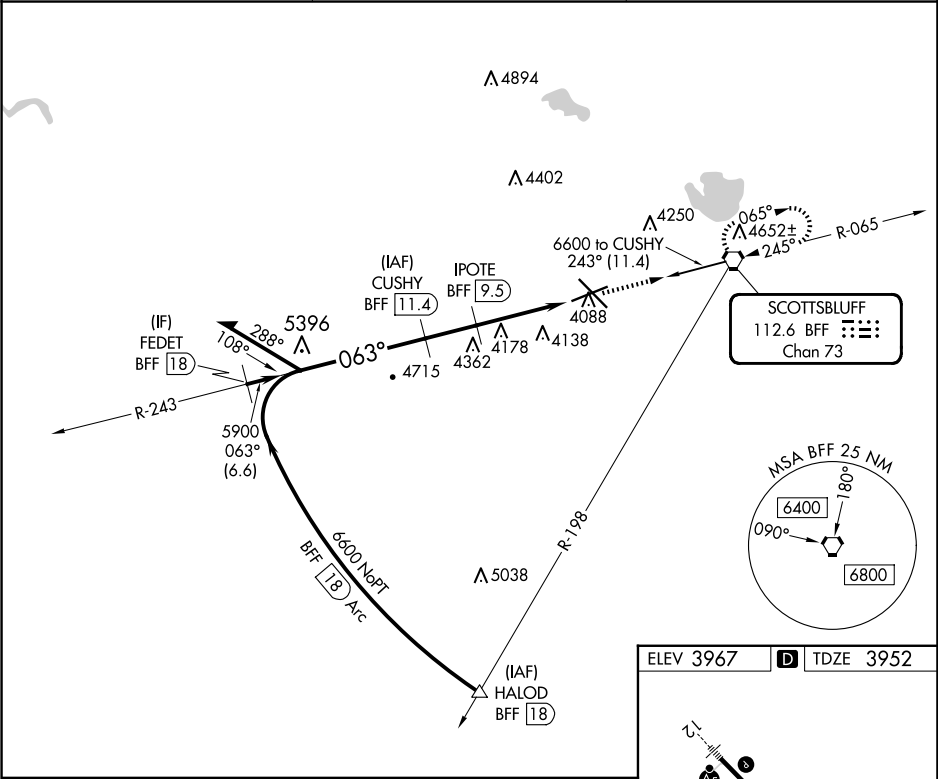 4894
4402
4250
065°
4652±
245°
R-065
6600 to CUSHY
243° (11.4)
(IAF)
CUSHY
BFF 11.4
IPOTE
BFF 9.5
4088
SCOTTSBLUFF
112.6 BFF
Chan 73
(IF)
FEDET
BFF 18
288°
108°
5396
063°
4362
4178
4138
4715
R-243
5900
063°
(6.6)
6600 NoPT
BFF 18 Arc
R-198
5038
MSA BFF 25 NM
180°
6400
090°
6800
(IAF)
HALOD
BFF 18
ELEV 3967
D
TDZE 3952
12
P